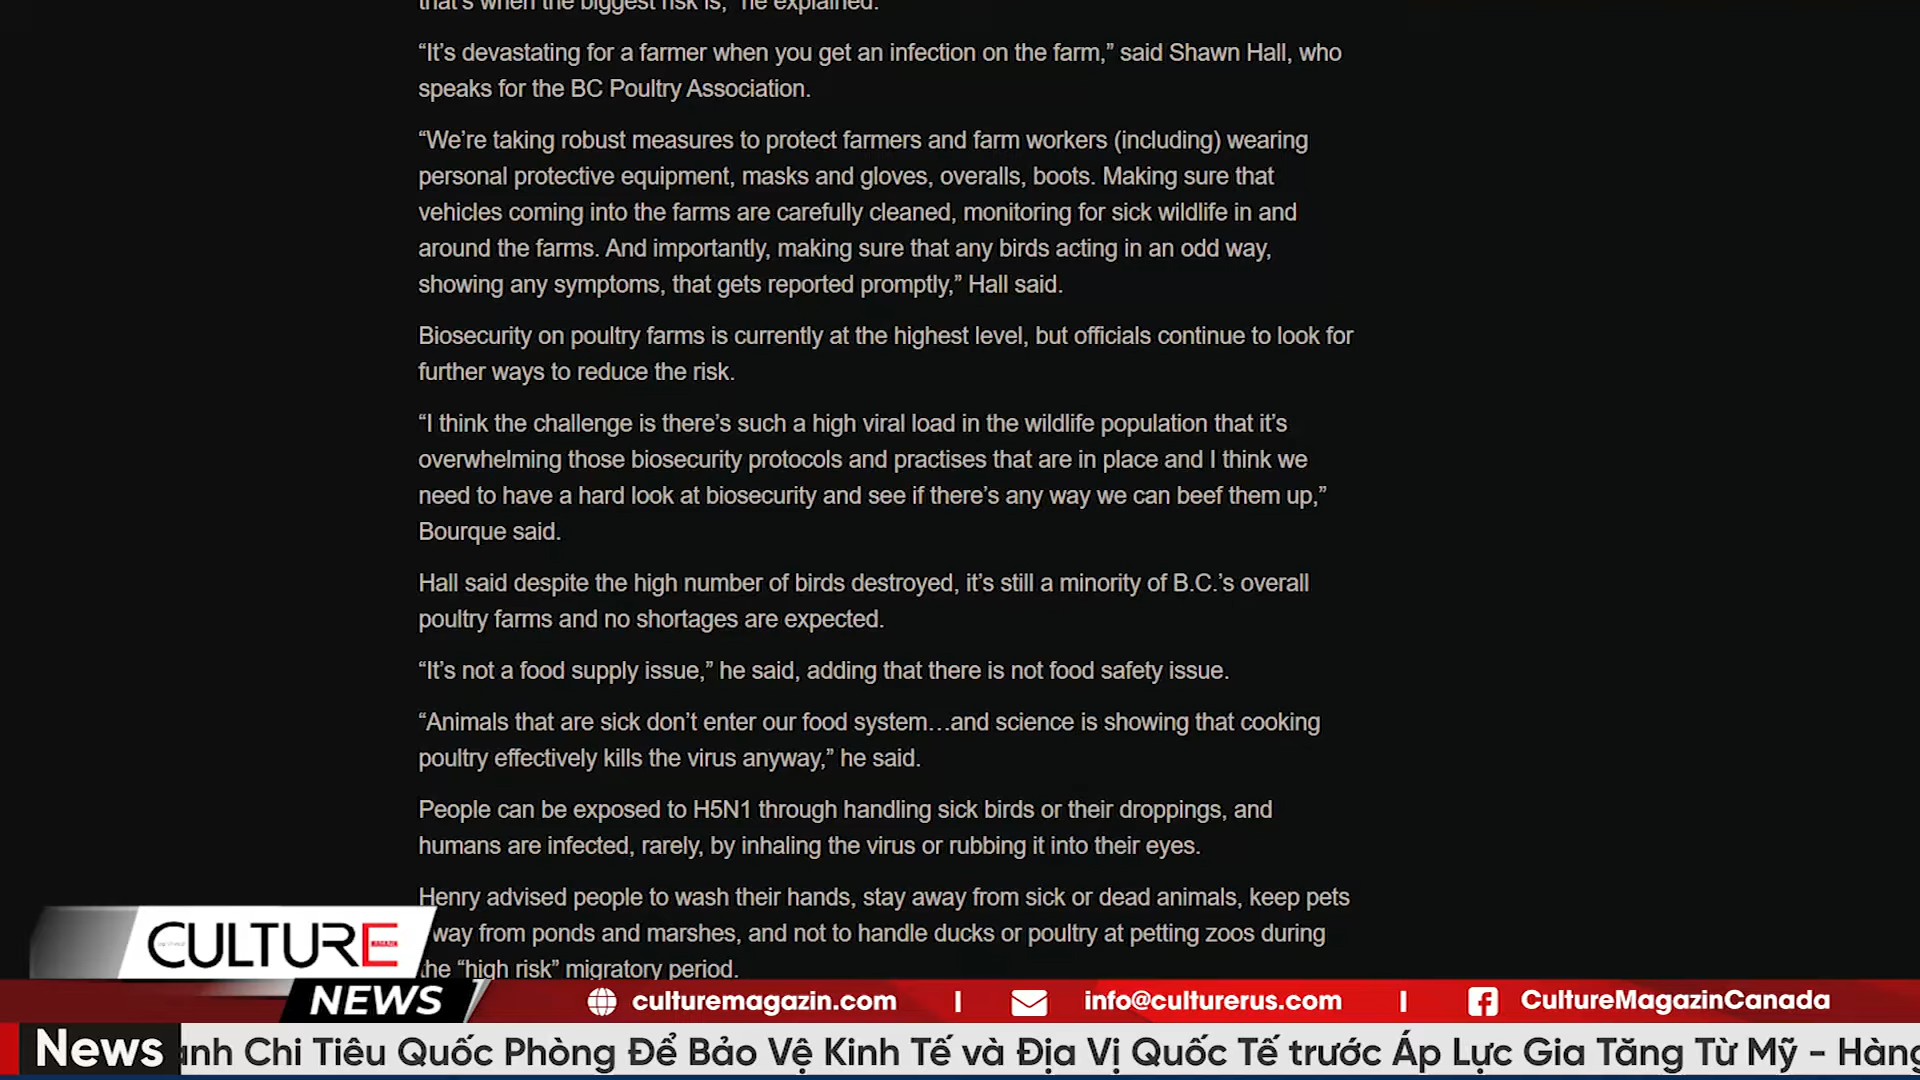 that's when the biggest risk is,” he explained.
“It’s devastating for a farmer when you get an infection on the farm,” said Shawn Hall, who
speaks for the BC Poultry Association.
“We’re taking robust measures to protect farmers and farm workers (including) wearing
personal protective equipment, masks and gloves, overalls, boots. Making sure that
vehicles coming into the farms are carefully cleaned, monitoring for sick wildlife in and
around the farms. And importantly, making sure that any birds acting in an odd way,
showing any symptoms, that gets reported promptly,” Hall said.
Biosecurity on poultry farms is currently at the highest level, but officials continue to look for
further ways to reduce the risk.
“I think the challenge is there’s such a high viral load in the wildlife population that it’s
overwhelming those biosecurity protocols and practises that are in place and I think we
need to have a hard look at biosecurity and see if there’s any way we can beef them up,”
Bourque said.
Hall said despite the high number of birds destroyed, it’s still a minority of B.C.’s overall
poultry farms and no shortages are expected.
“It’s not a food supply issue,” he said, adding that there is not food safety issue.
“Animals that are sick don’t enter our food system…and science is showing that cooking
poultry effectively kills the virus anyway,” he said.
People can be exposed to H5N1 through handling sick birds or their droppings, and
humans are infected, rarely, by inhaling the virus or rubbing it into their eyes.
Henry advised people to wash their hands, stay away from sick or dead animals, keep pets
way from ponds and marshes, and not to handle ducks or poultry at petting zoos during
the “high risk” migratory period.
CULTURE
NEWS
culturemagazin.com | info@culturerus.com | CultureMagazinCanada
News
anh Chi Tiêu Quốc Phòng Để Bảo Vệ Kinh Tế và Địa Vị Quốc Tế trước Áp Lực Gia Tăng Từ Mỹ - Hàng